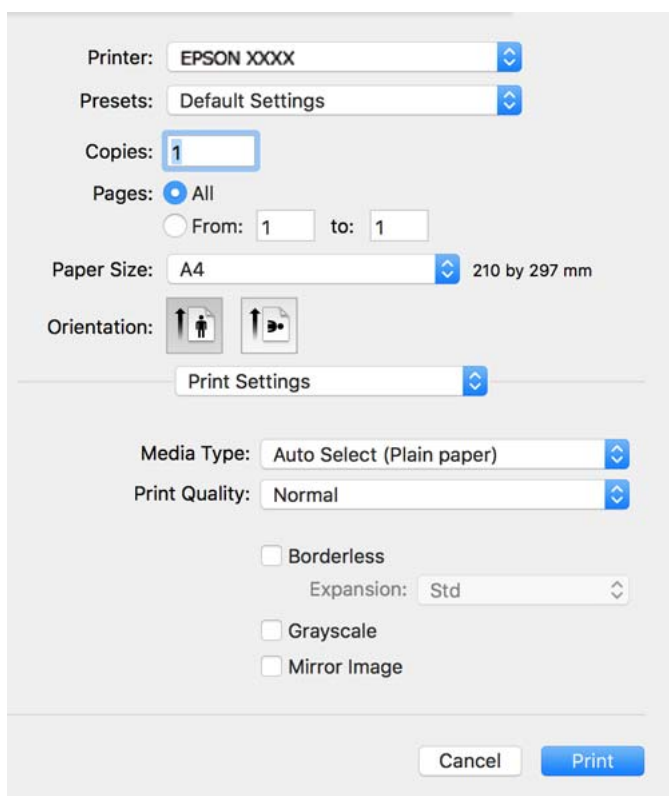 Printer: EPSON XXXX
Presets: Default Settings
Copies: 1
Pages: All
From: 1 to: 1
Paper Size: A4 210 by 297 mm
Orientation:
Print Settings
Media Type: Auto Select (Plain paper)
Print Quality: Normal
Borderless
Expansion: Std
Grayscale
Mirror Image
Cancel Print